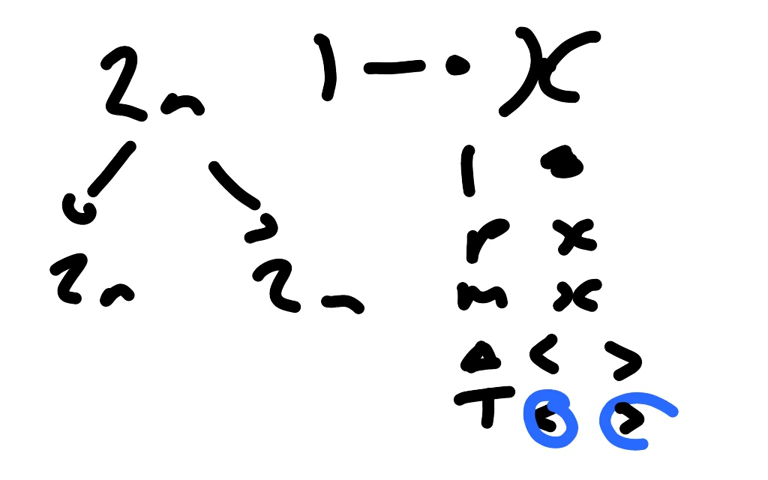 2n
1 — • x
2n 2n
1 •
r x
m x
Δ < >
T < >